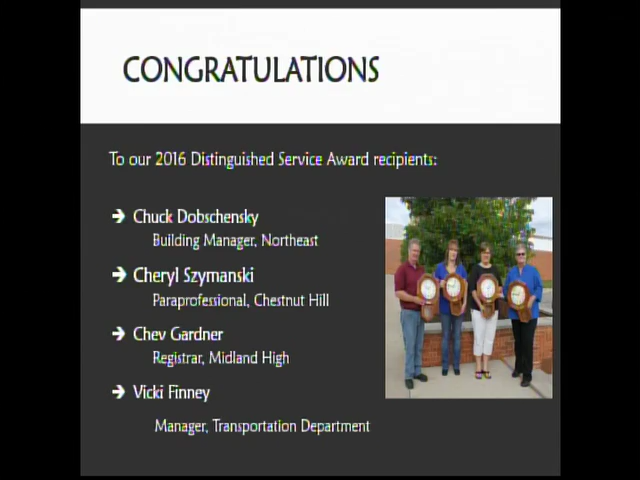 CONGRATULATIONS
To our 2016 Distinguished Service Award recipients:
➔ Chuck Dobschensky
Building Manager, Northeast
➔ Cheryl Szymanski
Paraprofessional, Chestnut Hill
➔ Chev Gardner
Registrar, Midland High
➔ Vicki Finney
Manager, Transportation Department